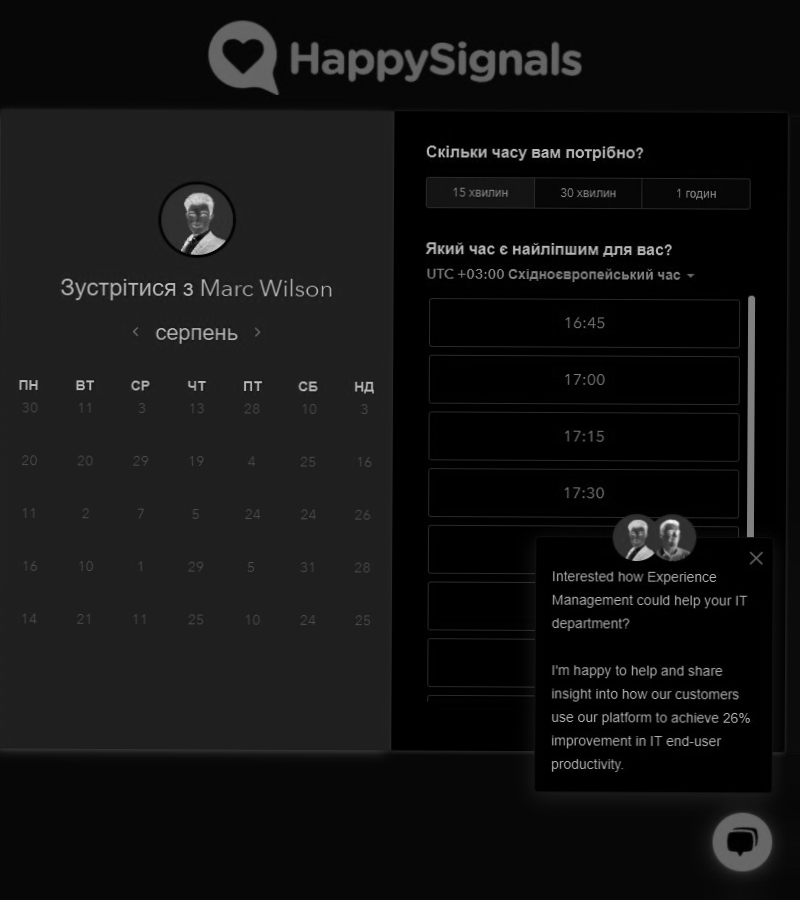 HappySignals
Зустрітися з Marc Wilson
серпень
ПН ВТ СР ЧТ ПТ СБ НД
30 11 3 13 28 10 3
20 20 29 19 4 25 16
11 2 7 5 24 24 26
16 10 1 29 5 31 28
14 21 11 25 10 24 25
Скільки часу вам потрібно?
15 хвилин 30 хвилин 1 годин
Який час є найліпшим для вас?
UTC +03:00 Східноєвропейський час
16:45
17:00
17:15
17:30
Interested how Experience
Management could help your IT
department?
I'm happy to help and share
insight into how our customers
use our platform to achieve 26%
improvement in IT end-user
productivity.